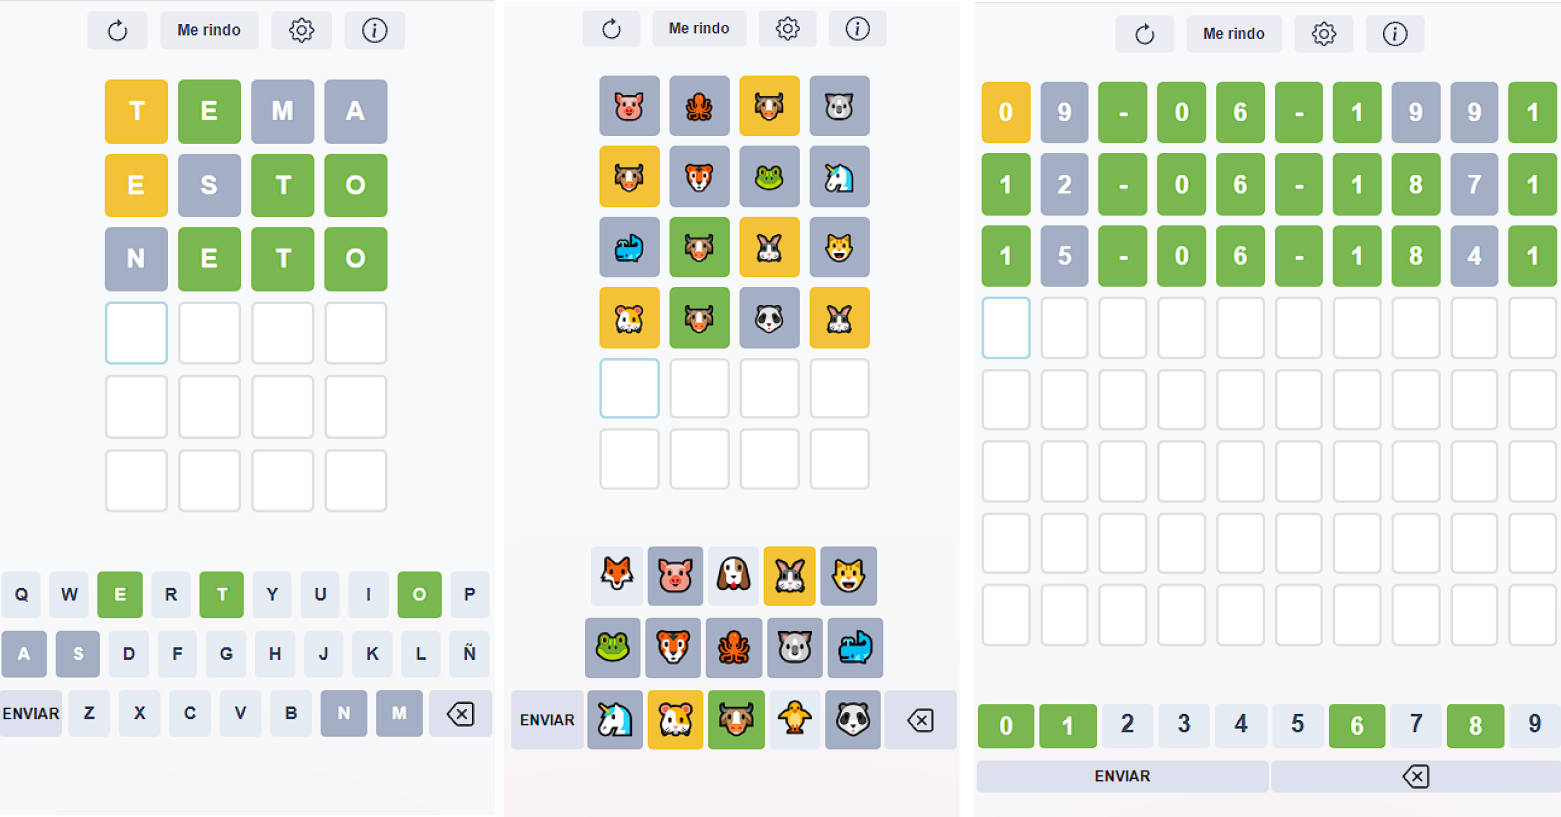 Me rindo
T E M A
E S T O
N E T O
Q W E R T Y U I O P
A S D F G H J K L Ñ
ENVIAR Z X C V B N M
Me rindo
ENVIAR
Me rindo
0 9 - 0 6 - 1 9 9 1
1 2 - 0 6 - 1 8 7 1
1 5 - 0 6 - 1 8 4 1
0 1 2 3 4 5 6 7 8 9
ENVIAR